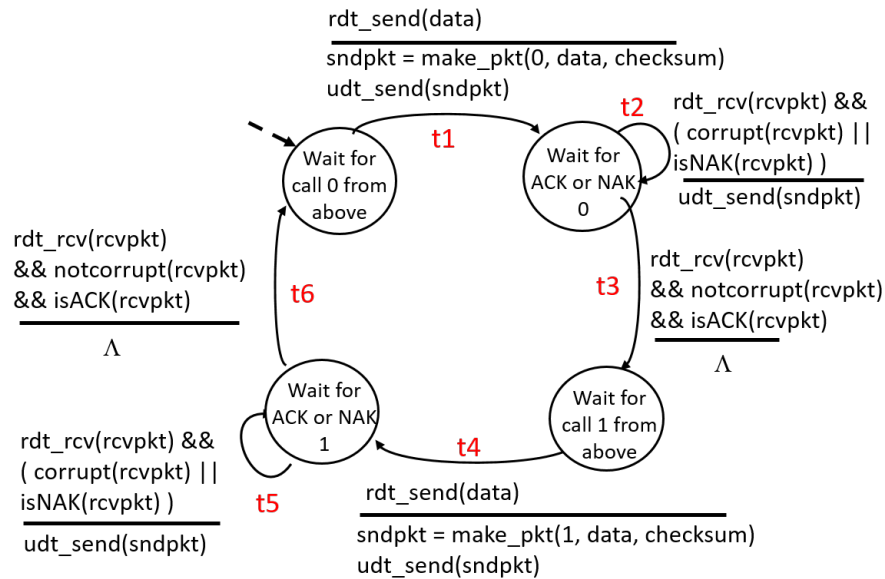 rdt_send(data)
sndpkt = make_pkt(0, data, checksum)
udt_send(sndpkt)
t1
Wait for
call 0 from
above
Wait for
ACK or NAK
0
t2
rdt_rcv(rcvpkt) &&
( corrupt(rcvpkt) ||
isNAK(rcvpkt) )
udt_send(sndpkt)
t3
rdt_rcv(rcvpkt)
&& notcorrupt(rcvpkt)
&& isACK(rcvpkt)
Λ
Wait for
call 1 from
above
t4
rdt_send(data)
sndpkt = make_pkt(1, data, checksum)
udt_send(sndpkt)
Wait for
ACK or NAK
1
t5
rdt_rcv(rcvpkt) &&
( corrupt(rcvpkt) ||
isNAK(rcvpkt) )
udt_send(sndpkt)
t6
rdt_rcv(rcvpkt)
&& notcorrupt(rcvpkt)
&& isACK(rcvpkt)
Λ